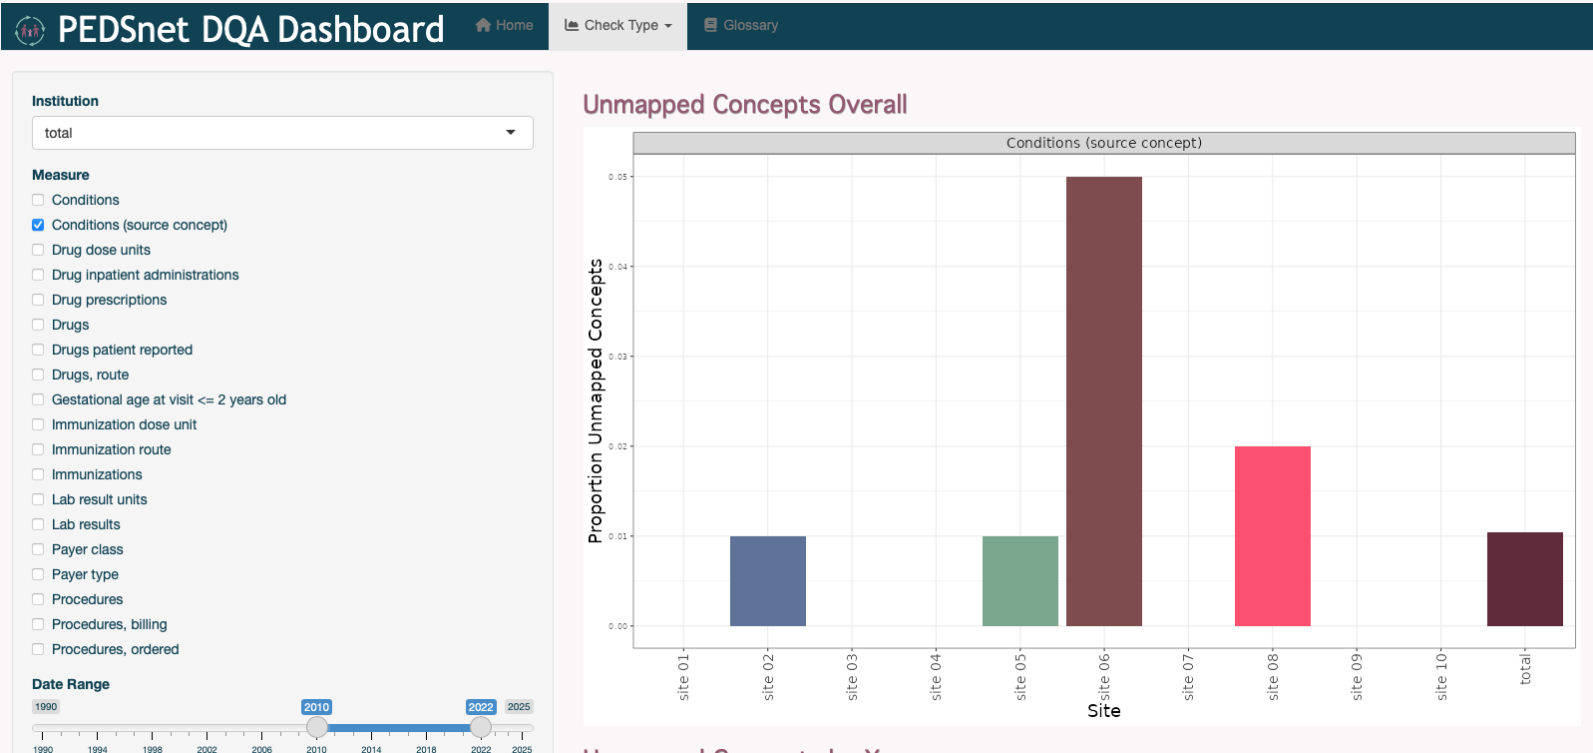 PEDSnet DQA Dashboard
Home
Check Type
Glossary
Institution
total
Measure
Conditions
Conditions (source concept)
Drug dose units
Drug inpatient administrations
Drug prescriptions
Drugs
Drugs patient reported
Drugs, route
Gestational age at visit <= 2 years old
Immunization dose unit
Immunization route
Immunizations
Lab result units
Lab results
Payer class
Payer type
Procedures
Procedures, billing
Procedures, ordered
Date Range
1990 2010 2022 2025
1990 1994 1998 2002 2006 2010 2014 2018 2022 2025
Unmapped Concepts Overall
Conditions (source concept)
Proportion Unmapped Concepts
0.05
0.04
0.03
0.02
0.01
0.00
site 01 site 02 site 03 site 04 site 05 site 06 site 07 site 08 site 09 site 10 total
Site